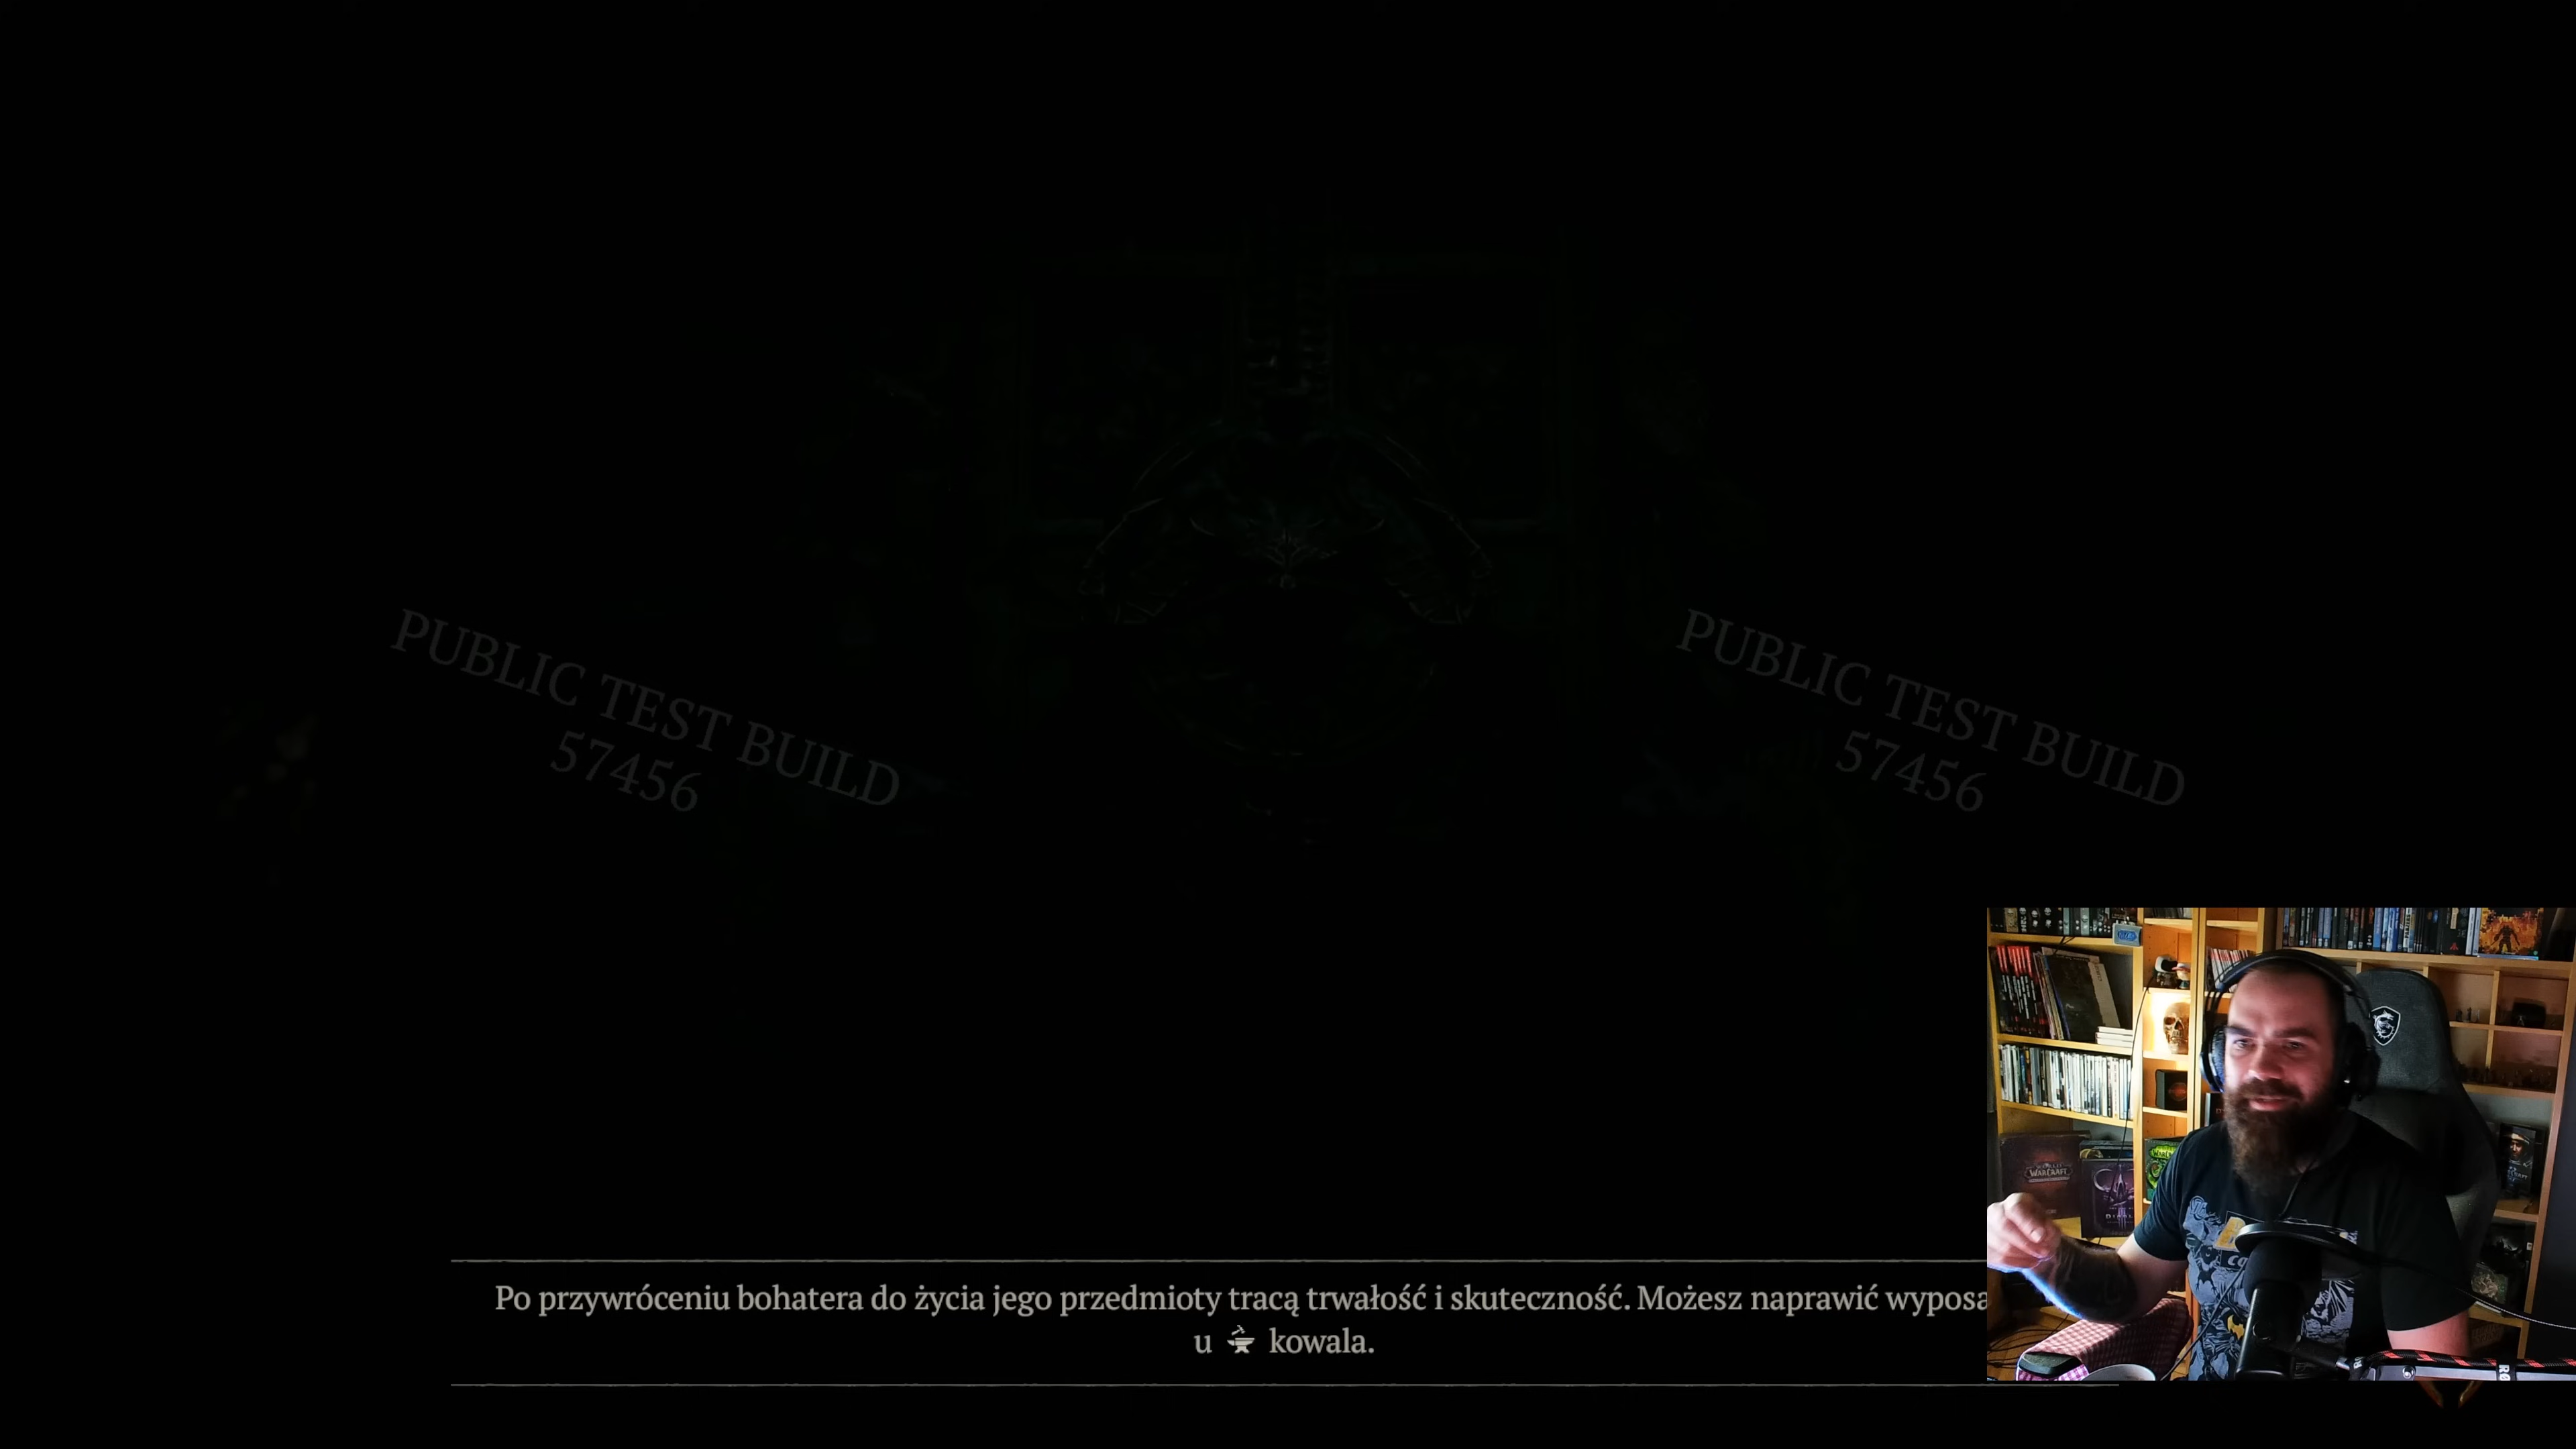 PUBLIC TEST BUILD
57456
PUBLIC TEST BUILD
57456
Po przywróceniu bohatera do życia jego przedmioty tracą trwałość i skuteczność. Możesz naprawić wyposa
u kowala.
WARCRAFT